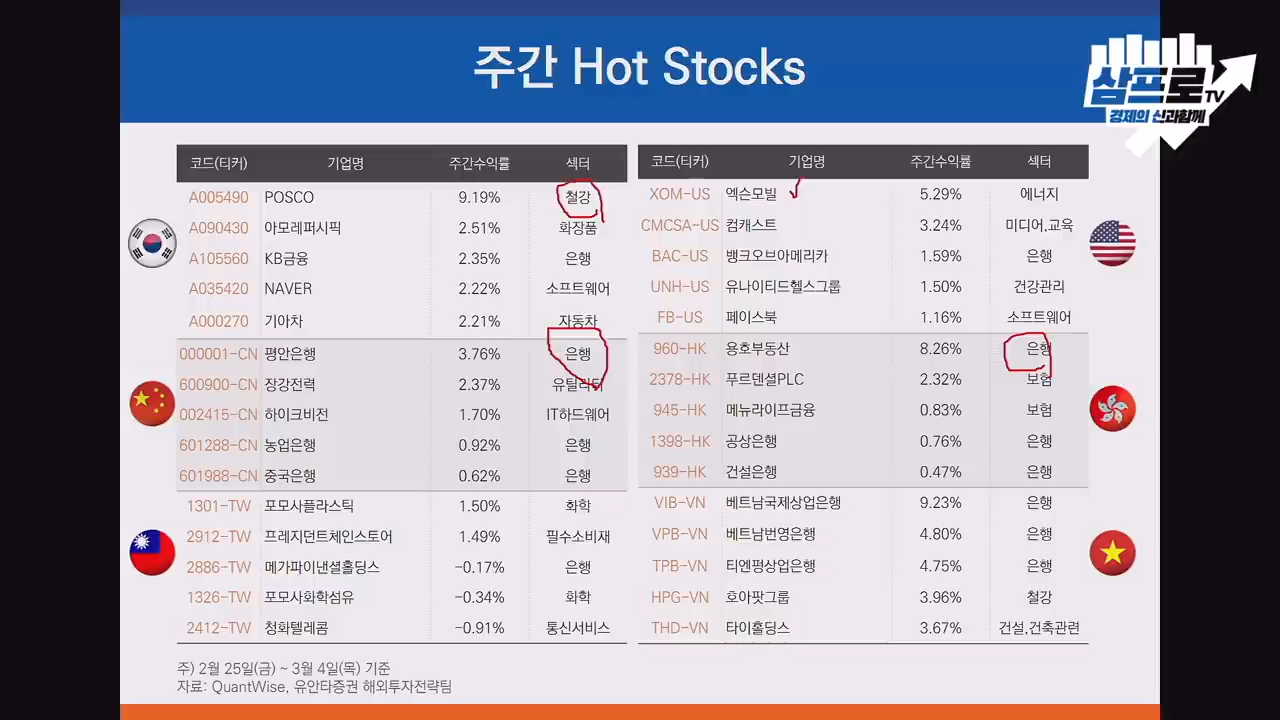 주간 Hot Stocks
삼프로TV
경제의 신과함께
코드(티커) 기업명 주간수익률 섹터
A005490 POSCO 9.19% 철강
A090430 아모레퍼시픽 2.51% 화장품
A105560 KB금융 2.35% 은행
A035420 NAVER 2.22% 소프트웨어
A000270 기아차 2.21% 자동차
000001-CN 평안은행 3.76% 은행
600900-CN 장강전력 2.37% 유틸리티
002415-CN 하이크비전 1.70% IT하드웨어
601288-CN 농업은행 0.92% 은행
601988-CN 중국은행 0.62% 은행
1301-TW 포모사플라스틱 1.50% 화학
2912-TW 프레지던트체인스토어 1.49% 필수소비재
2886-TW 메가파이낸셜홀딩스 -0.17% 은행
1326-TW 포모사화학섬유 -0.34% 화학
2412-TW 청화텔레콤 -0.91% 통신서비스
코드(티커) 기업명 주간수익률 섹터
XOM-US 엑슨모빌 5.29% 에너지
CMCSA-US 컴캐스트 3.24% 미디어,교육
BAC-US 뱅크오브아메리카 1.59% 은행
UNH-US 유나이티드헬스그룹 1.50% 건강관리
FB-US 페이스북 1.16% 소프트웨어
960-HK 용호부동산 8.26% 은행
2378-HK 푸르덴셜PLC 2.32% 보험
945-HK 메뉴라이프금융 0.83% 보험
1398-HK 공상은행 0.76% 은행
939-HK 건설은행 0.47% 은행
VIB-VN 베트남국제상업은행 9.23% 은행
VPB-VN 베트남번영은행 4.80% 은행
TPB-VN 티엔펑상업은행 4.75% 은행
HPG-VN 호아팟그룹 3.96% 철강
THD-VN 타이홀딩스 3.67% 건설,건축관련
주) 2월 25일(금) ~ 3월 4일(목) 기준
자료: QuantWise, 유안타증권 해외투자전략팀